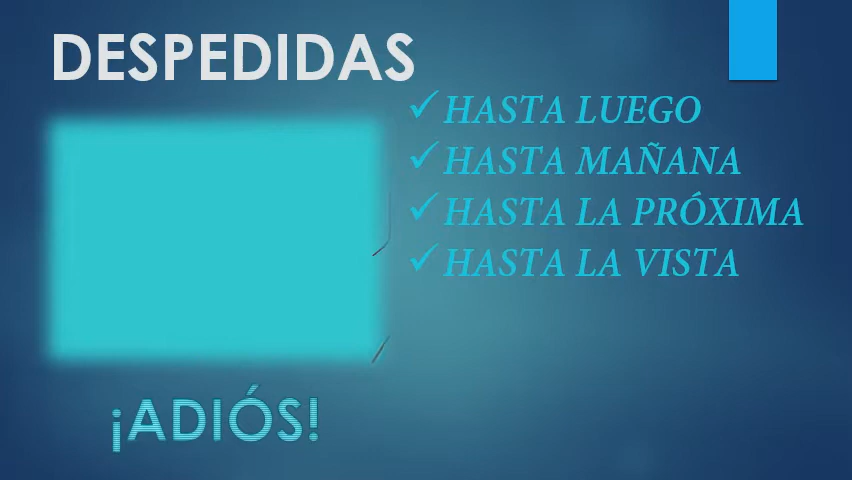 DESPEDIDAS
HASTA LUEGO
HASTA MAÑANA
HASTA LA PRÓXIMA
HASTA LA VISTA
¡ADIÓS!